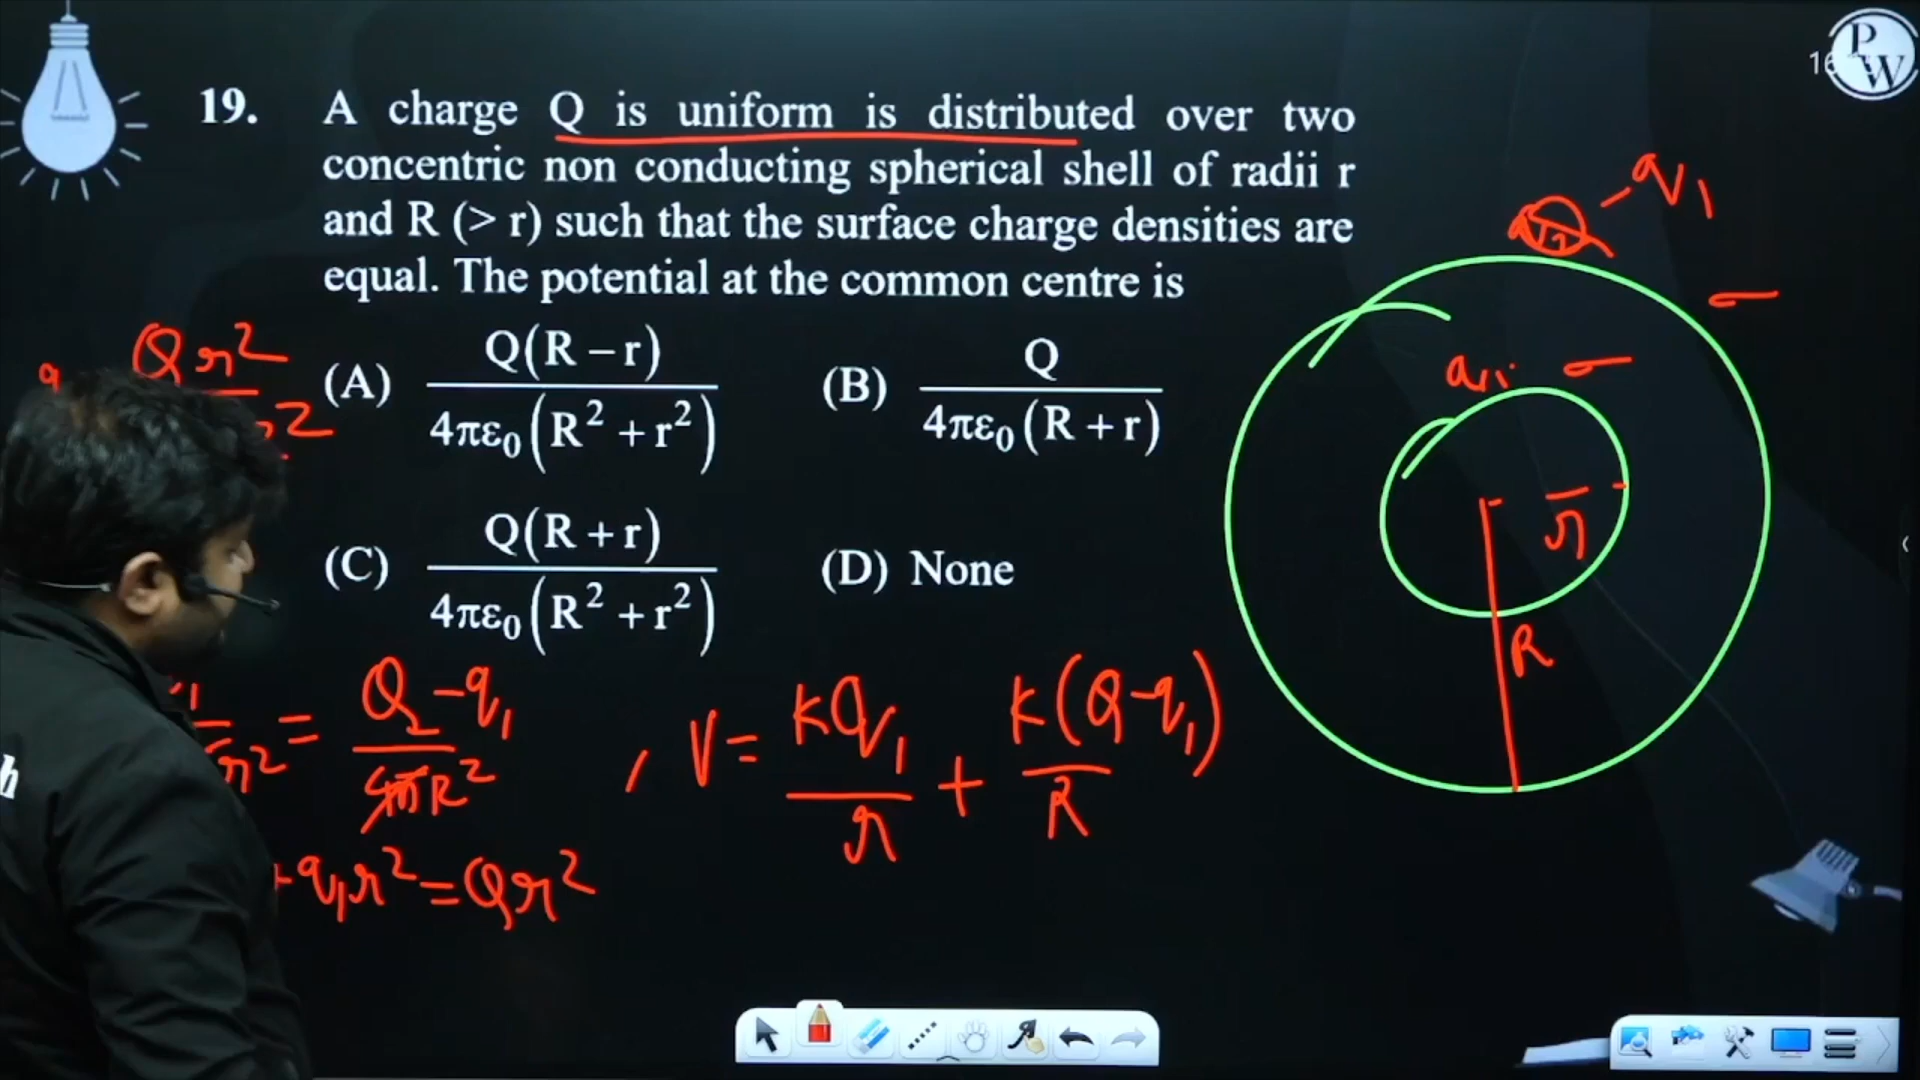 P
W
16
19. A charge Q is uniform is distributed over two
concentric non conducting spherical shell of radii r
and R (> r) such that the surface charge densities are
equal. The potential at the common centre is
(A) Q(R − r) / 4πε₀(R² + r²)
(B) Q / 4πε₀(R + r)
(C) Q(R + r) / 4πε₀(R² + r²)
(D) None
Qr²
− q₁
σ
q₁ σ
r
R
= Q − q₁ / 4πR² , V = KQ₁ / r + K(Q − q₁) / R
+ q₁r² = Qr²
h